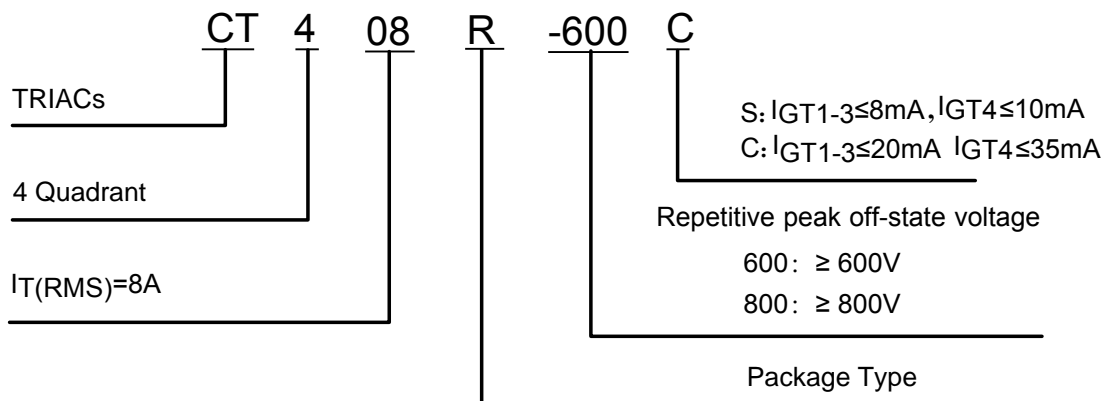 CT 4 08 R -600 C
TRIACs
S: IGT1-3≤8mA, IGT4≤10mA
C: IGT1-3≤20mA IGT4≤35mA
4 Quadrant
Repetitive peak off-state voltage
600: ≥ 600V
IT(RMS)=8A
800: ≥ 800V
Package Type